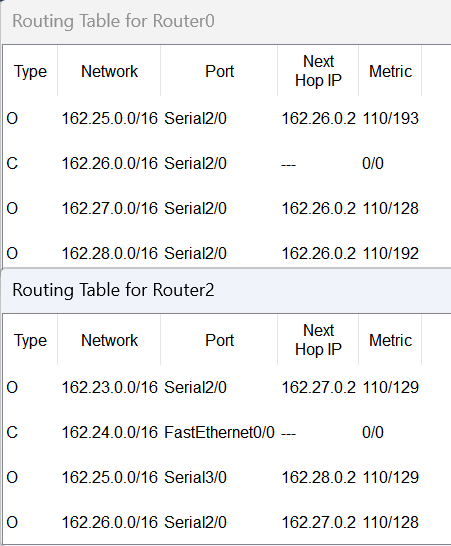 Routing Table for Router0
Type Network Port Next Hop IP Metric
O 162.25.0.0/16 Serial2/0 162.26.0.2 110/193
C 162.26.0.0/16 Serial2/0 --- 0/0
O 162.27.0.0/16 Serial2/0 162.26.0.2 110/128
O 162.28.0.0/16 Serial2/0 162.26.0.2 110/192
Routing Table for Router2
Type Network Port Next Hop IP Metric
O 162.23.0.0/16 Serial2/0 162.27.0.2 110/129
C 162.24.0.0/16 FastEthernet0/0 --- 0/0
O 162.25.0.0/16 Serial3/0 162.28.0.2 110/129
O 162.26.0.0/16 Serial2/0 162.27.0.2 110/128